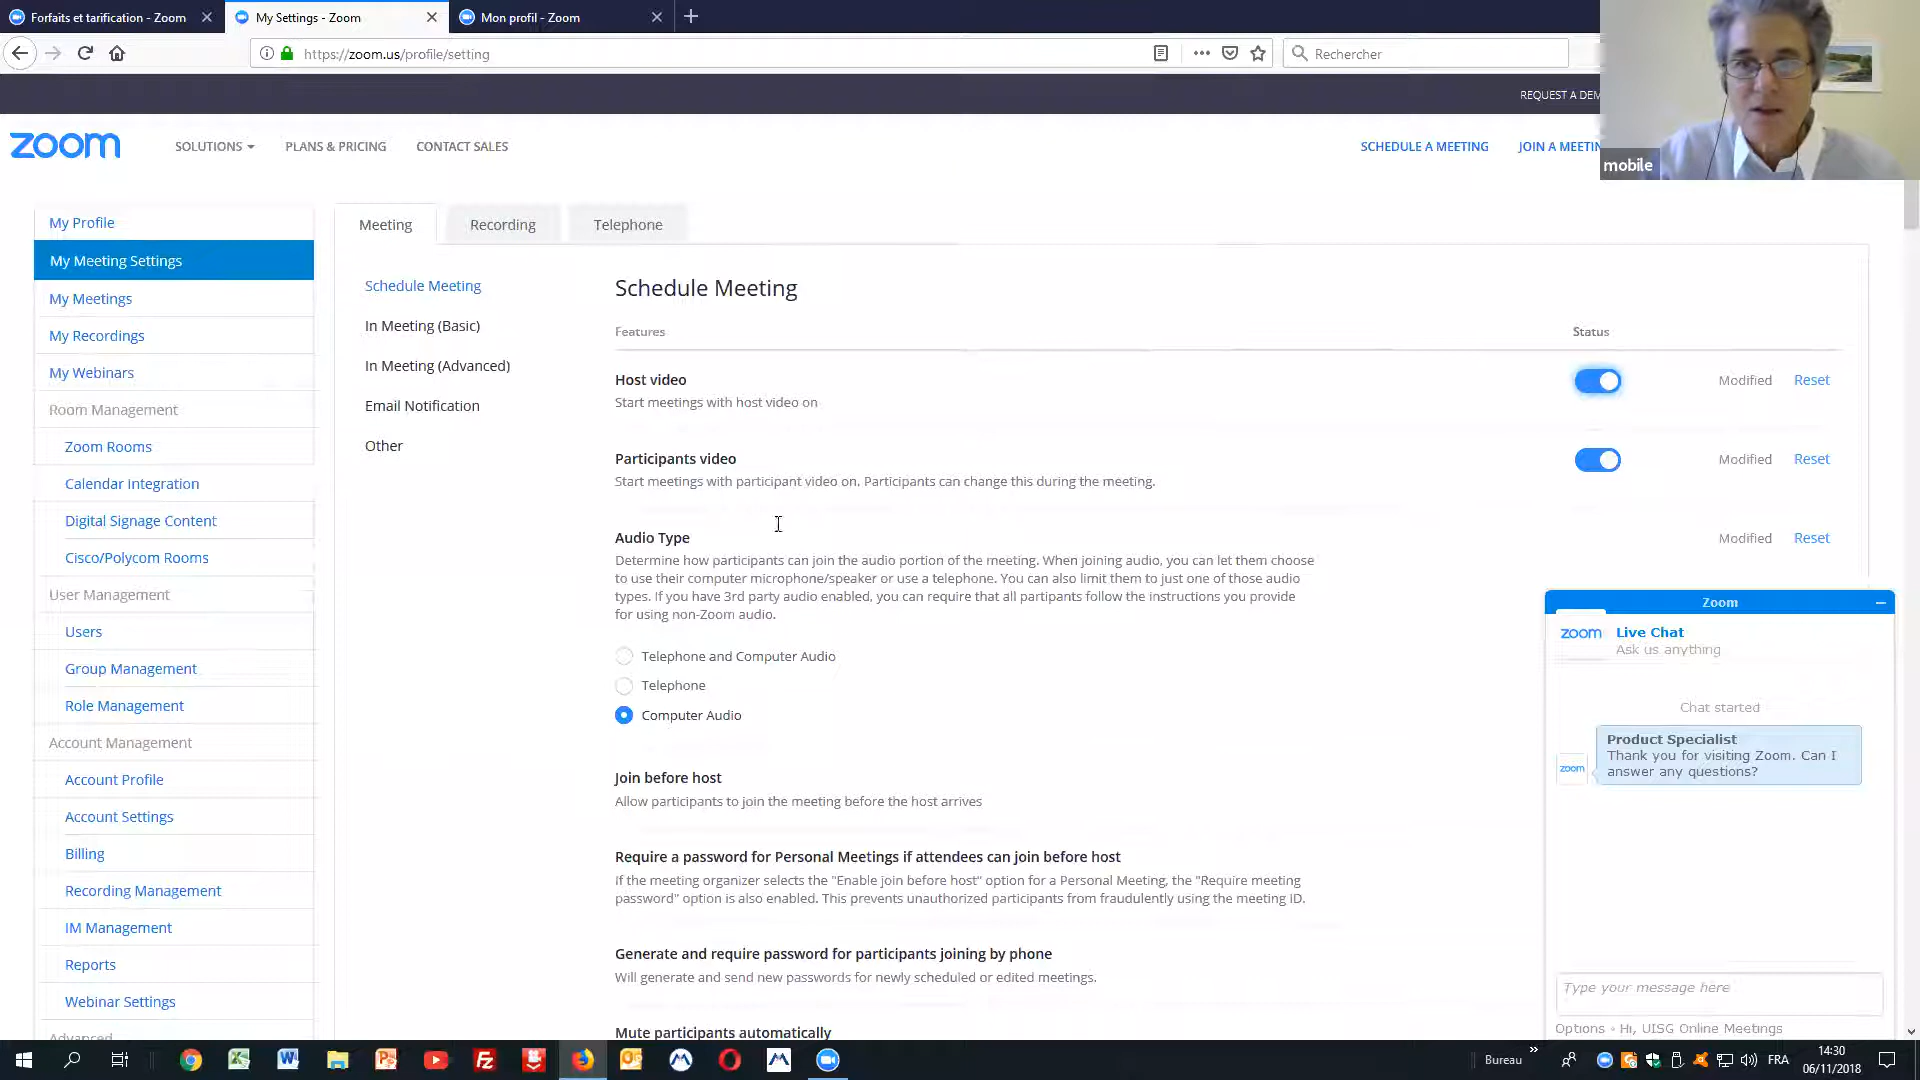 Forfaits et tarification - Zoom
My Settings - Zoom
Mon profil - Zoom
https://zoom.us/profile/setting
Rechercher
REQUEST A DEM
zoom
SOLUTIONS
PLANS & PRICING
CONTACT SALES
SCHEDULE A MEETING
JOIN A MEETIN
mobile
My Profile
My Meeting Settings
My Meetings
My Recordings
My Webinars
Room Management
Zoom Rooms
Calendar Integration
Digital Signage Content
Cisco/Polycom Rooms
User Management
Users
Group Management
Role Management
Account Management
Account Profile
Account Settings
Billing
Recording Management
IM Management
Reports
Webinar Settings
Advanced
Meeting
Recording
Telephone
Schedule Meeting
In Meeting (Basic)
In Meeting (Advanced)
Email Notification
Other
Schedule Meeting
Features
Status
Host video
Modified
Reset
Start meetings with host video on
Participants video
Modified
Reset
Start meetings with participant video on. Participants can change this during the meeting.
Audio Type
Modified
Reset
Determine how participants can join the audio portion of the meeting. When joining audio, you can let them choose
to use their computer microphone/speaker or use a telephone. You can also limit them to just one of those audio
types. If you have 3rd party audio enabled, you can require that all partipants follow the instructions you provide
for using non-Zoom audio.
Telephone and Computer Audio
Telephone
Computer Audio
Join before host
Allow participants to join the meeting before the host arrives
Require a password for Personal Meetings if attendees can join before host
If the meeting organizer selects the "Enable join before host" option for a Personal Meeting, the "Require meeting
password" option is also enabled. This prevents unauthorized participants from fraudulently using the meeting ID.
Generate and require password for participants joining by phone
Will generate and send new passwords for newly scheduled or edited meetings.
Mute participants automatically
Zoom
zoom
Live Chat
Ask us anything
Chat started
Product Specialist
Thank you for visiting Zoom. Can I
answer any questions?
zoom
Type your message here
Options - Hi, UISG Online Meetings
Bureau
FRA
14:30
06/11/2018